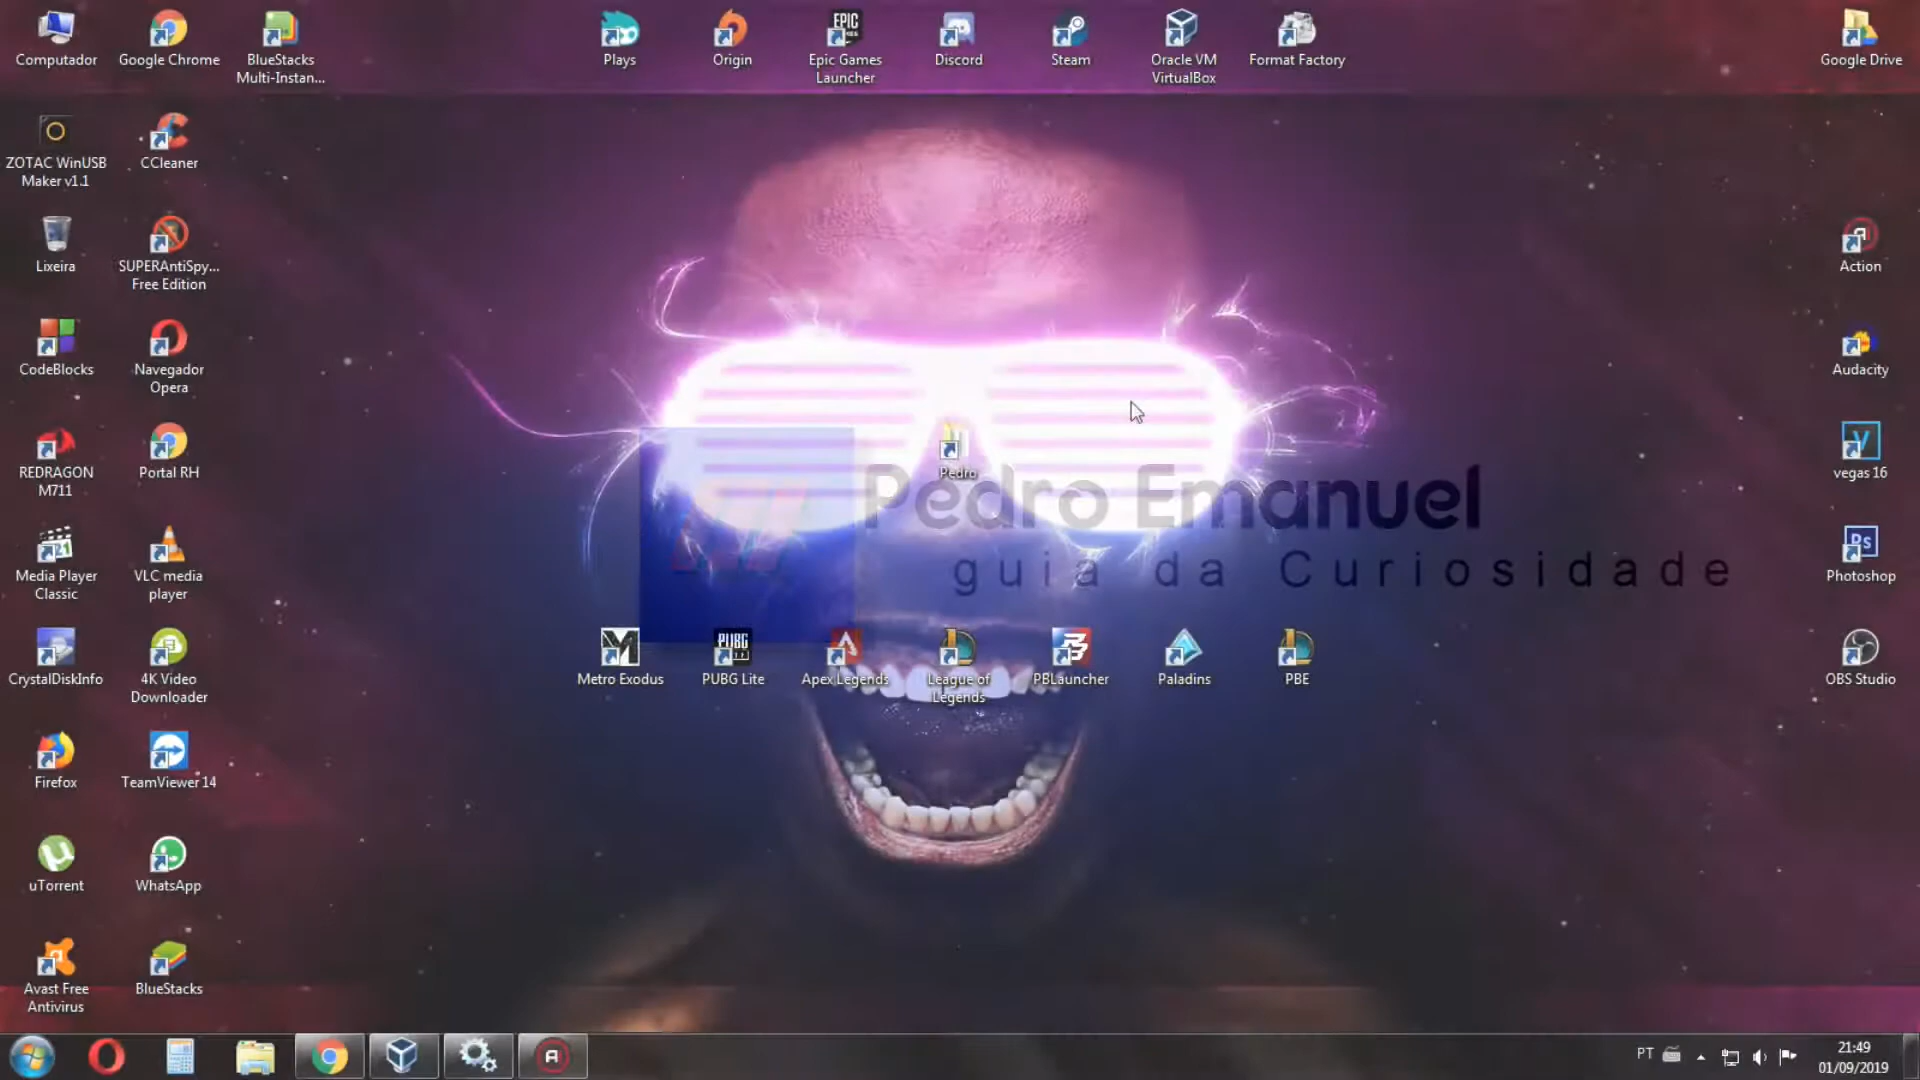 Computador
Google Chrome
BlueStacks
Multi-Instan...
Plays
Origin
EPIC
GAMES
Epic Games
Launcher
Discord
Steam
Oracle VM
VirtualBox
Format Factory
Google Drive
ZOTAC WinUSB
Maker v1.1
CCleaner
Lixeira
SUPERAntiSpy...
Free Edition
Action
CodeBlocks
Navegador
Opera
Audacity
REDRAGON
M711
Portal RH
Pedro
V
vegas 16
Pedro Emanuel
guia da Curiosidade
21
Media Player
Classic
VLC media
player
Ps
Photoshop
CrystalDiskInfo
4K Video
Downloader
Metro Exodus
PUBG
PUBG Lite
Apex Legends
League of
Legends
PBLauncher
Paladins
PBE
OBS Studio
Firefox
TeamViewer 14
uTorrent
WhatsApp
Avast Free
Antivirus
BlueStacks
PT
21:49
01/09/2019